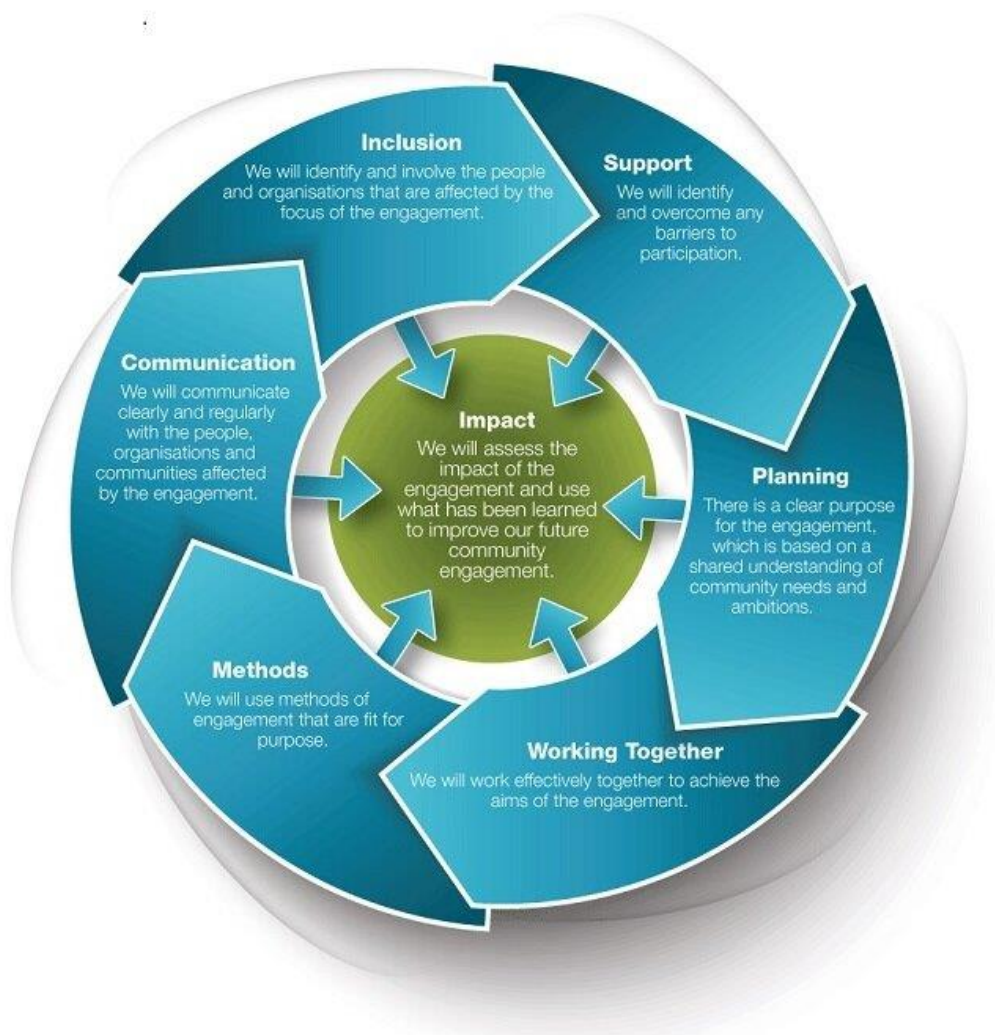 Inclusion
We will identify and involve the people
and organisations that are affected by the
focus of the engagement.
Support
We will identify
and overcome any
barriers to
participation.
Planning
There is a clear purpose
for the engagement,
which is based on a
shared understanding of
community needs and
ambitions.
Working Together
We will work effectively together to achieve the
aims of the engagement.
Methods
We will use methods of
engagement that are fit for
purpose.
Communication
We will communicate
clearly and regularly
with the people,
organisations and
communities affected
by the engagement.
Impact
We will assess the
impact of the
engagement and use
what has been learned
to improve our future
community
engagement.